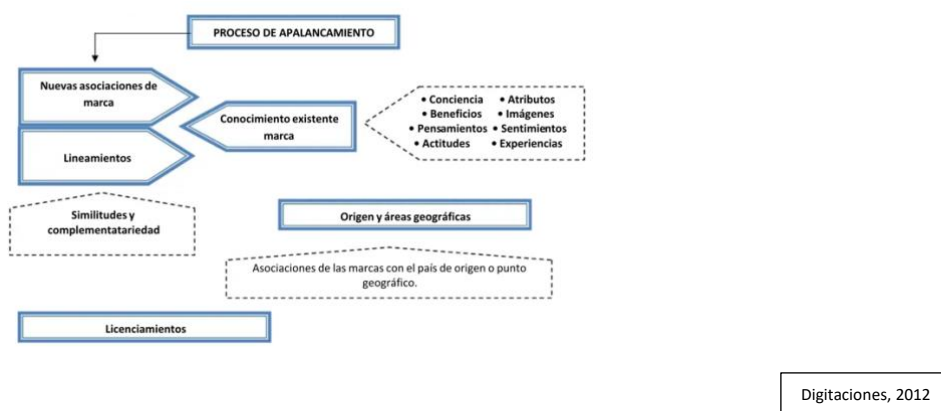 PROCESO DE APALANCAMIENTO
Nuevas asociaciones de
marca
Conocimiento existente
marca
• Conciencia • Atributos
• Beneficios • Imágenes
• Pensamientos • Sentimientos
• Actitudes • Experiencias
Lineamientos
Similitudes y
complementatariedad
Origen y áreas geográficas
Asociaciones de las marcas con el país de origen o punto
geográfico.
Licenciamientos
Digitaciones, 2012